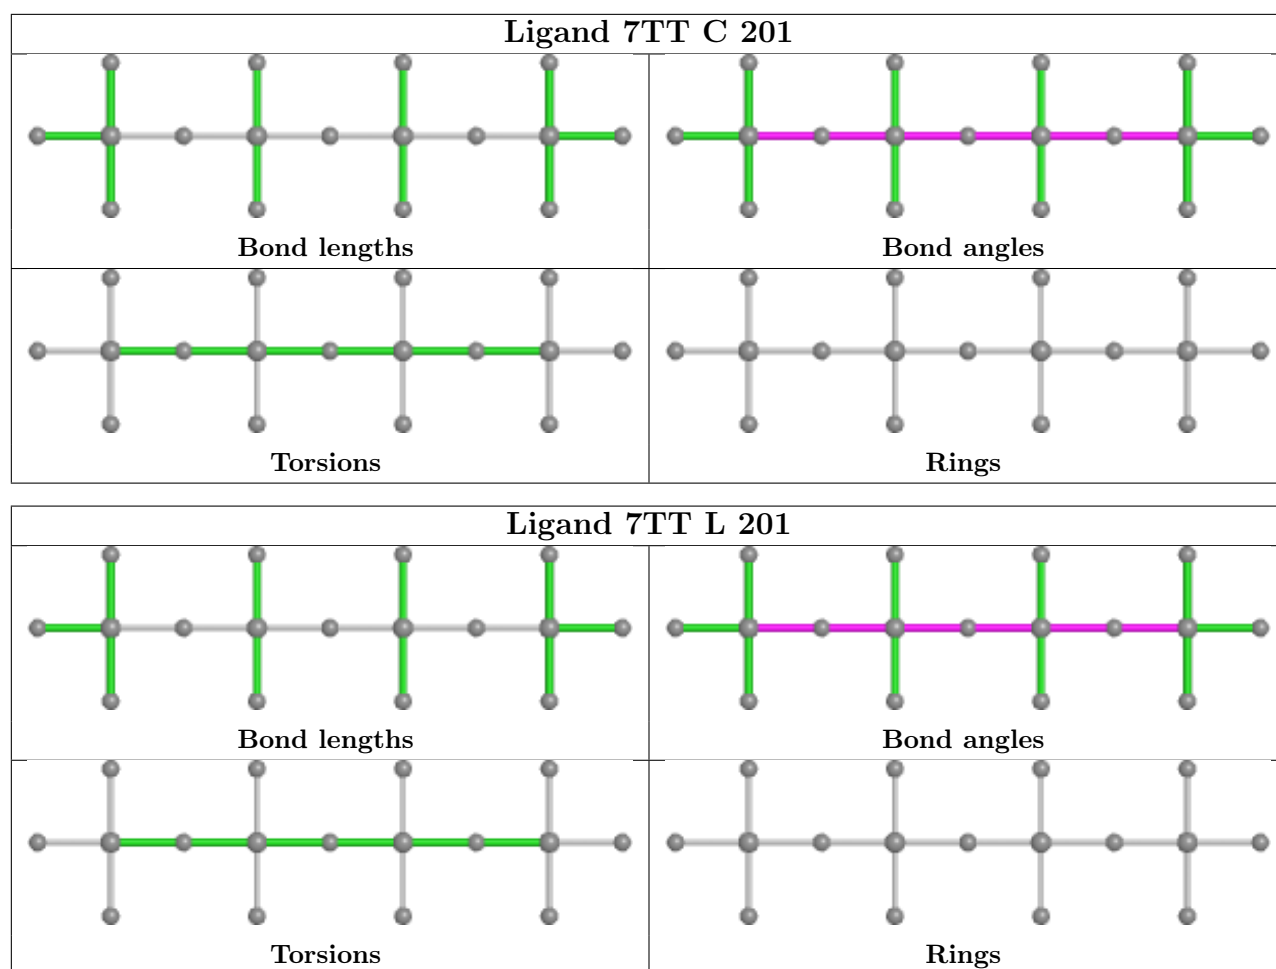 Ligand 7TT C 201
Bond lengths
Bond angles
Torsions
Rings
Ligand 7TT L 201
Bond lengths
Bond angles
Torsions
Rings